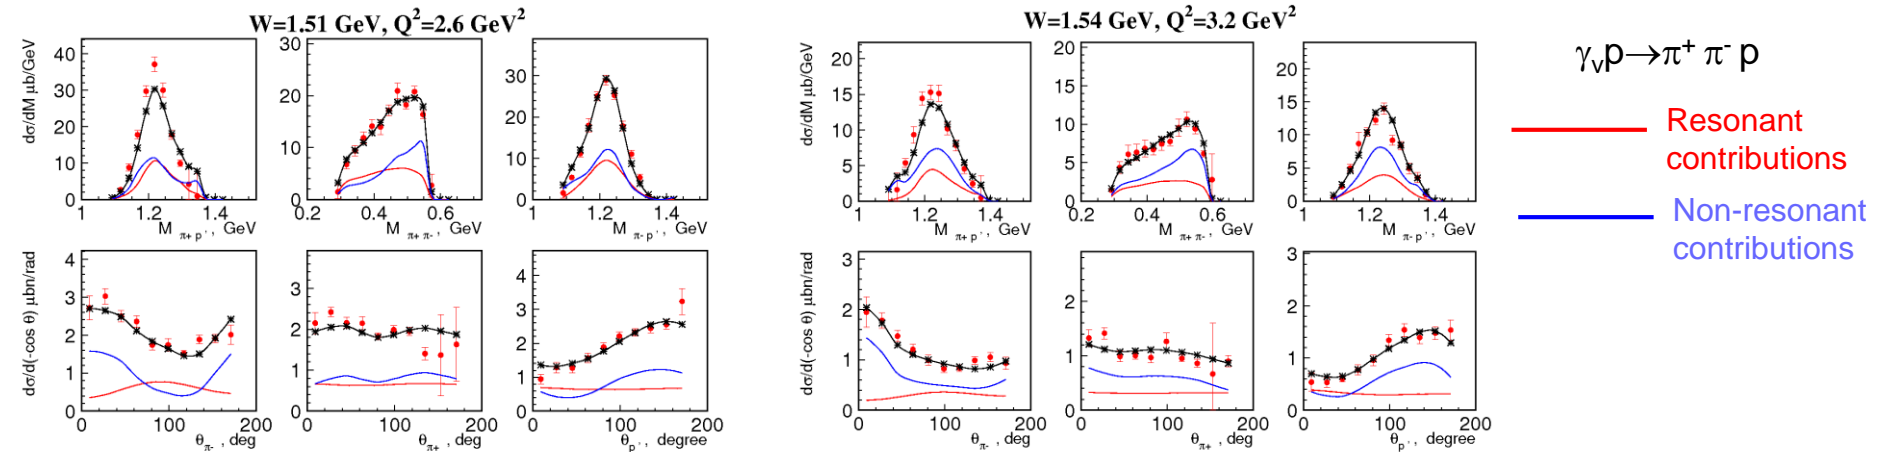 W=1.51 GeV, Q²=2.6 GeV²
dσ/dM μb/GeV
40
30
20
10
0
1 1.2 1.4
M π+ p', GeV
30
20
10
0
0.2 0.4 0.6
M π+ π-, GeV
30
20
10
0
1 1.2 1.4
M π- p', GeV
dσ/d(-cos θ) μbn/rad
4
3
2
1
0
0 100 200
θπ-, deg
3
2
1
0
0 100 200
θπ+, deg
4
3
2
1
0
0 100 200
θp', degree
W=1.54 GeV, Q²=3.2 GeV²
dσ/dM μb/GeV
20
15
10
5
0
1 1.2 1.4
M π+ p', GeV
20
15
10
5
0
0.2 0.4 0.6
M π+ π-, GeV
20
15
10
5
0
1 1.2 1.4
M π- p', GeV
dσ/d(-cos θ) μbn/rad
3
2
1
0
0 100 200
θπ-, deg
2
1
0
0 100 200
θπ+, deg
3
2
1
0
0 100 200
θp', degree
γvp→π+ π- p
Resonant
contributions
Non-resonant
contributions